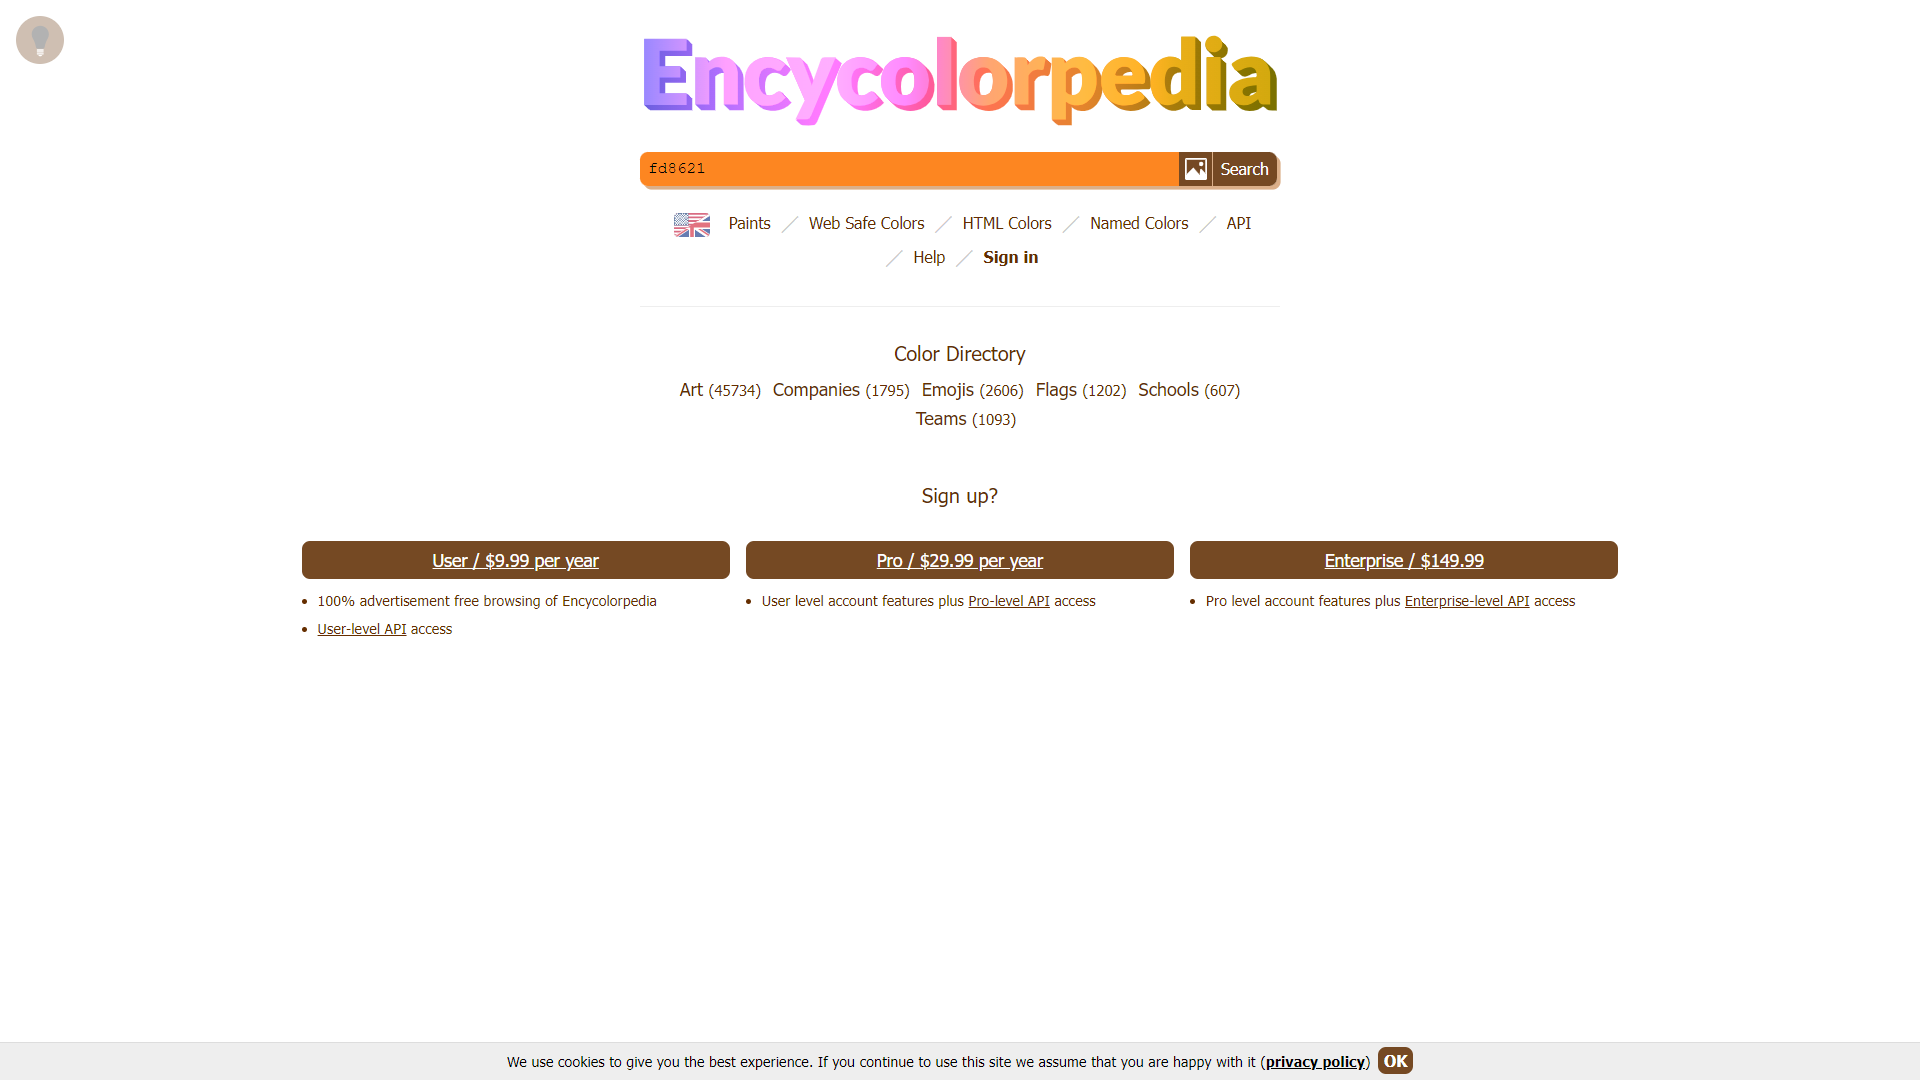 Encycolorpedia
fd8621 Search
Paints / Web Safe Colors / HTML Colors / Named Colors / API
/ Help / Sign in
Color Directory
Art (45734) Companies (1795) Emojis (2606) Flags (1202) Schools (607)
Teams (1093)
Sign up?
User / $9.99 per year
• 100% advertisement free browsing of Encycolorpedia
• User-level API access
Pro / $29.99 per year
• User level account features plus Pro-level API access
Enterprise / $149.99
• Pro level account features plus Enterprise-level API access
We use cookies to give you the best experience. If you continue to use this site we assume that you are happy with it (privacy policy) OK